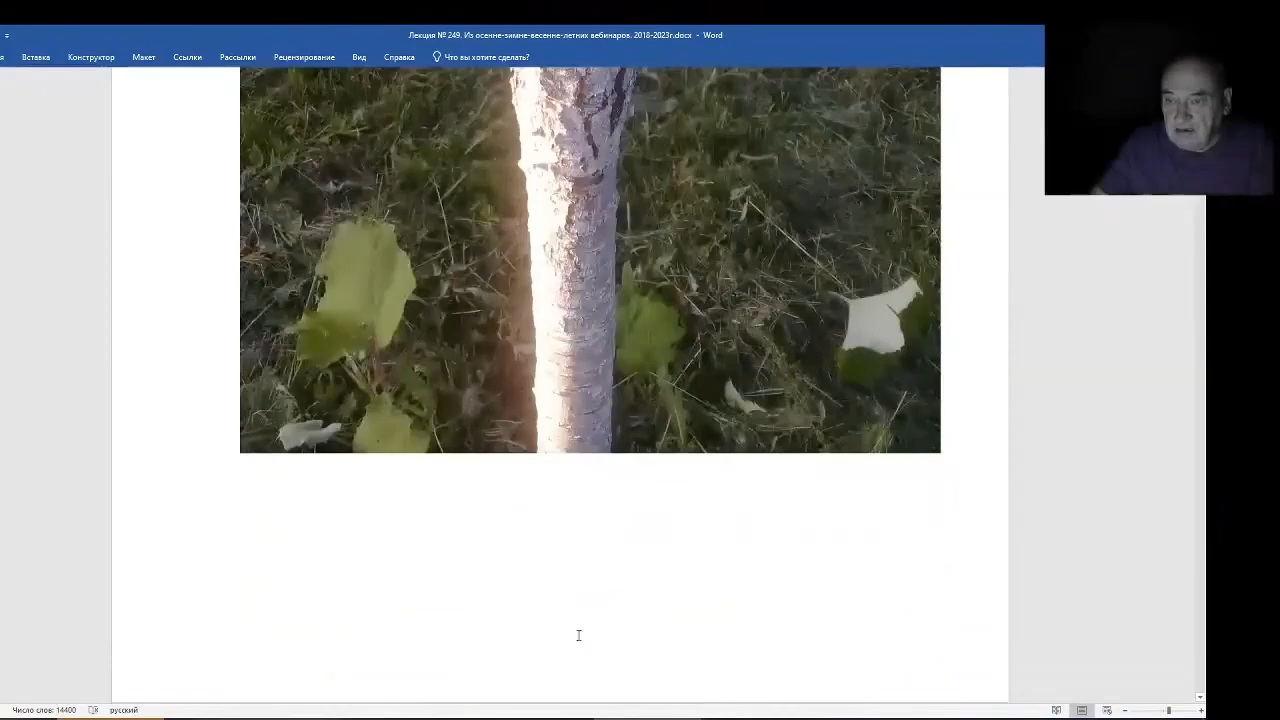 Лекция № 249. Из осенне-зимне-весенне-летних вебинаров. 2018-2023г.docx - Word
Вставка Конструктор Макет Ссылки Рассылки Рецензирование Вид Справка Что вы хотите сделать?
Число слов: 14400 русский